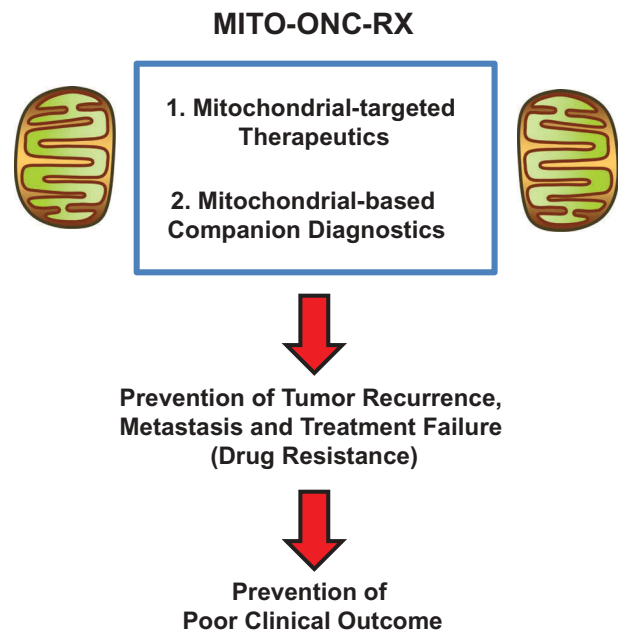 MITO-ONC-RX
1. Mitochondrial-targeted
Therapeutics
2. Mitochondrial-based
Companion Diagnostics
Prevention of Tumor Recurrence,
Metastasis and Treatment Failure
(Drug Resistance)
Prevention of
Poor Clinical Outcome